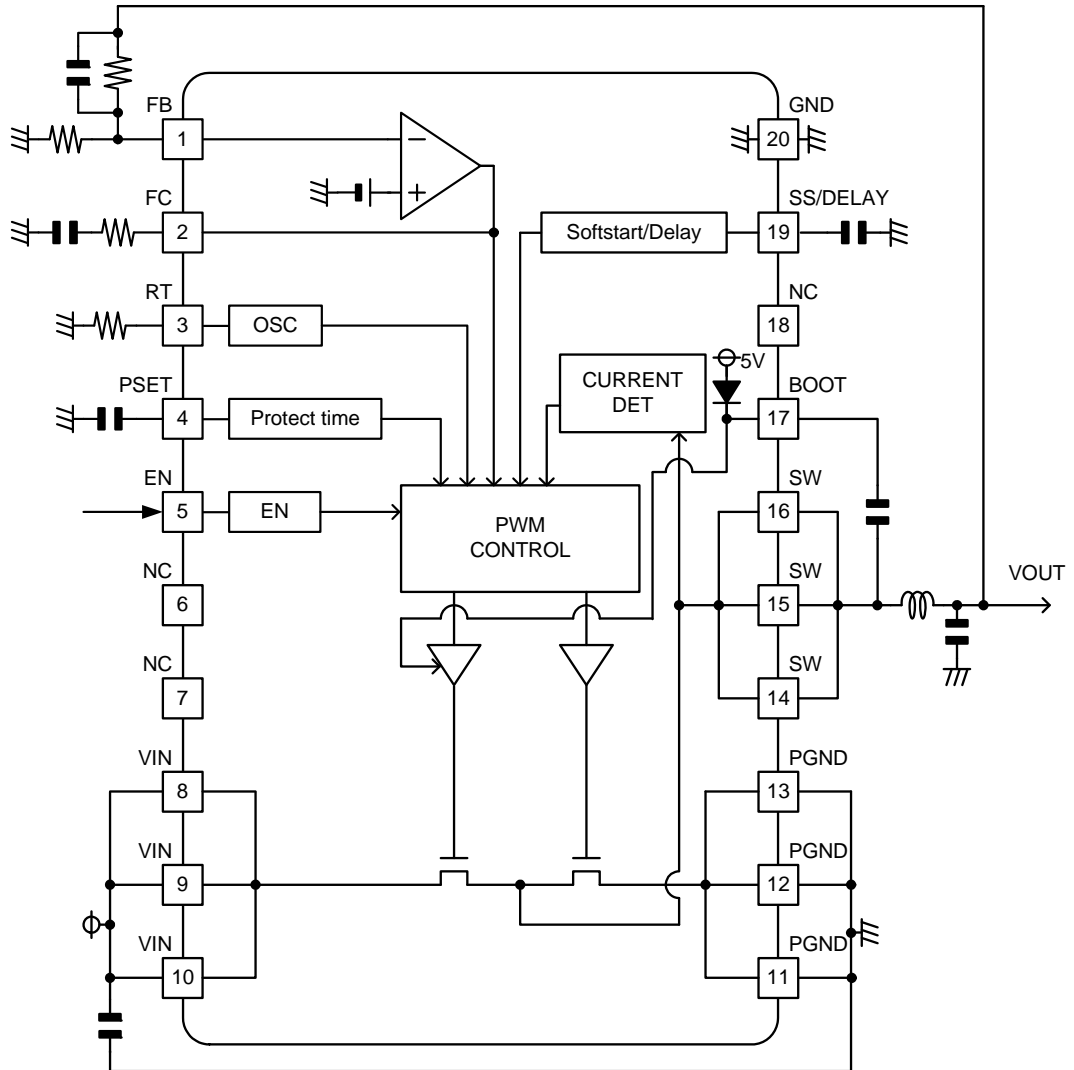 FB
1
GND
20
FC
2
Softstart/Delay
SS/DELAY
19
RT
3
OSC
NC
18
PSET
4
Protect time
CURRENT
DET
5V
BOOT
17
EN
5
EN
PWM
CONTROL
SW
16
NC
6
SW
15
VOUT
NC
7
SW
14
VIN
8
PGND
13
VIN
9
PGND
12
VIN
10
PGND
11